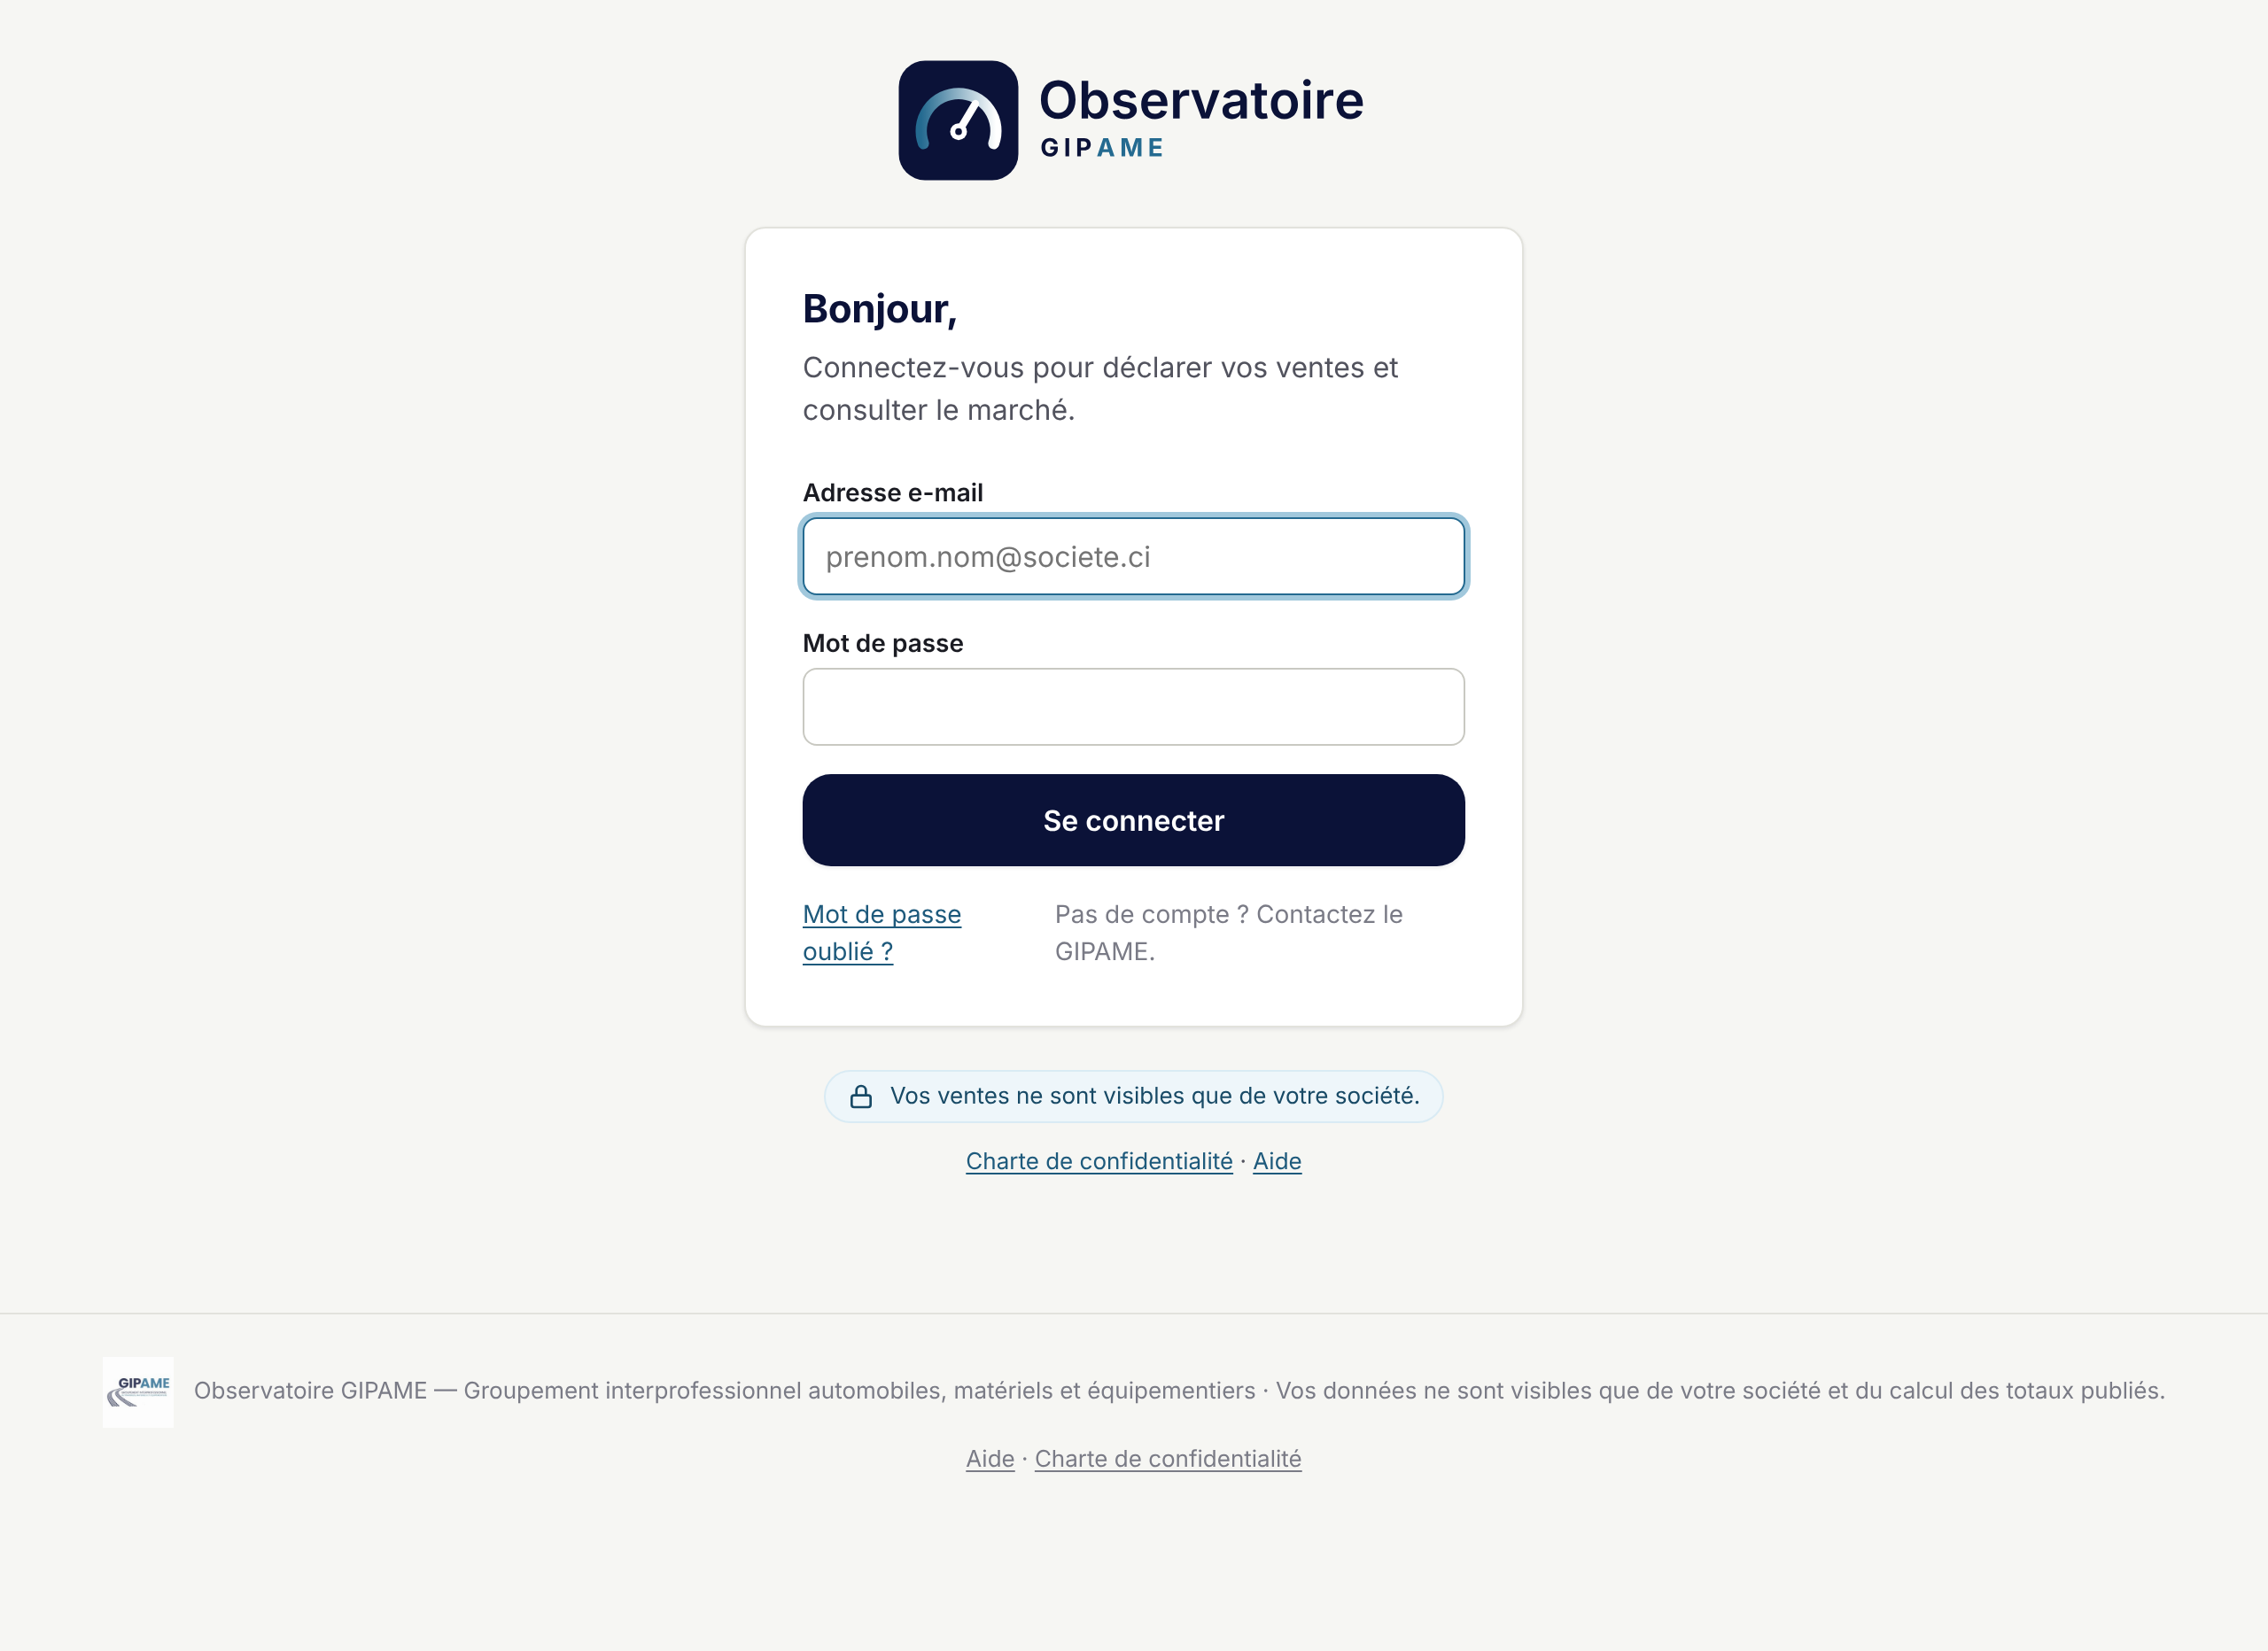 Observatoire
GIPAME
Bonjour,
Connectez-vous pour déclarer vos ventes et
consulter le marché.
Adresse e-mail
prenom.nom@societe.ci
Mot de passe
Se connecter
Mot de passe
oublié ?
Pas de compte ? Contactez le
GIPAME.
Vos ventes ne sont visibles que de votre société.
Charte de confidentialité · Aide
GIPAME
Observatoire GIPAME — Groupement interprofessionnel automobiles, matériels et équipementiers · Vos données ne sont visibles que de votre société et du calcul des totaux publiés.
Aide · Charte de confidentialité